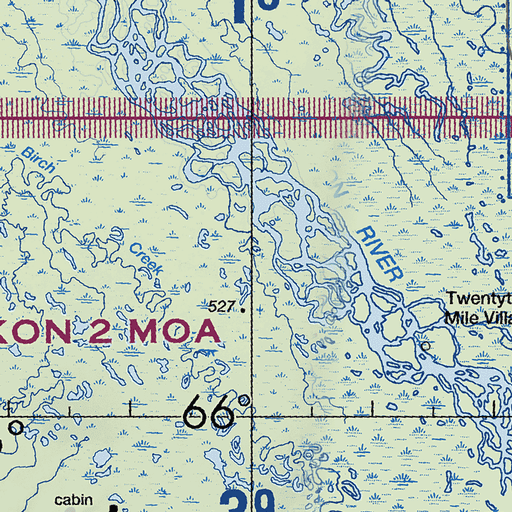 Birch
Creek
N
RIVER
527
Twentyt
Mile Villa
KON 2 MOA
66°
cabin